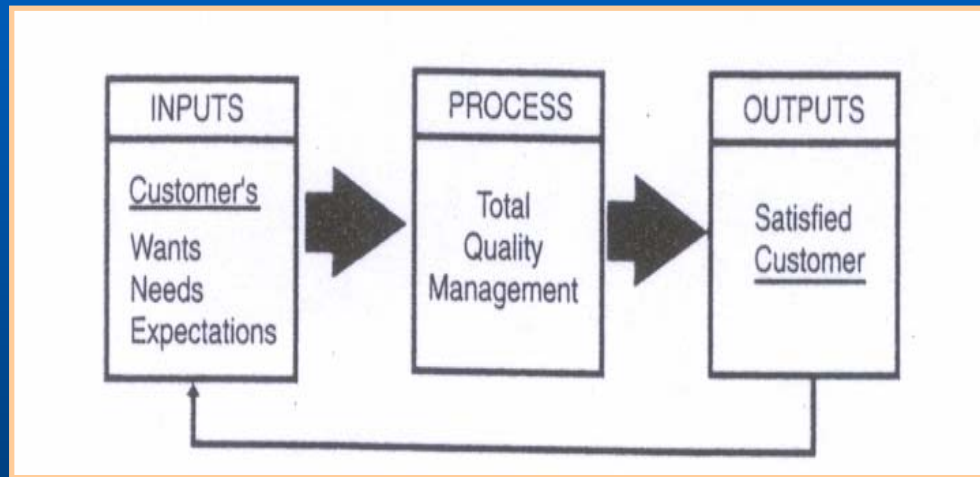 INPUTS
Customer's
Wants
Needs
Expectations
PROCESS
Total
Quality
Management
OUTPUTS
Satisfied
Customer